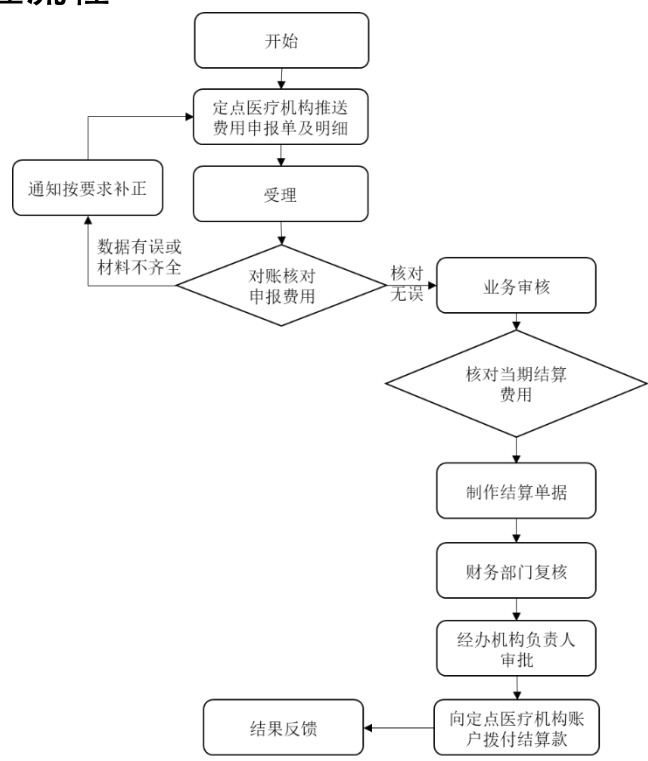 开始
定点医疗机构推送
费用申报单及明细
通知按要求补正
受理
数据有误或
材料不齐全
对账核对
申报费用
核对
无误
业务审核
核对当期结算
费用
制作结算单据
财务部门复核
经办机构负责人
审批
向定点医疗机构账
户拨付结算款
结果反馈